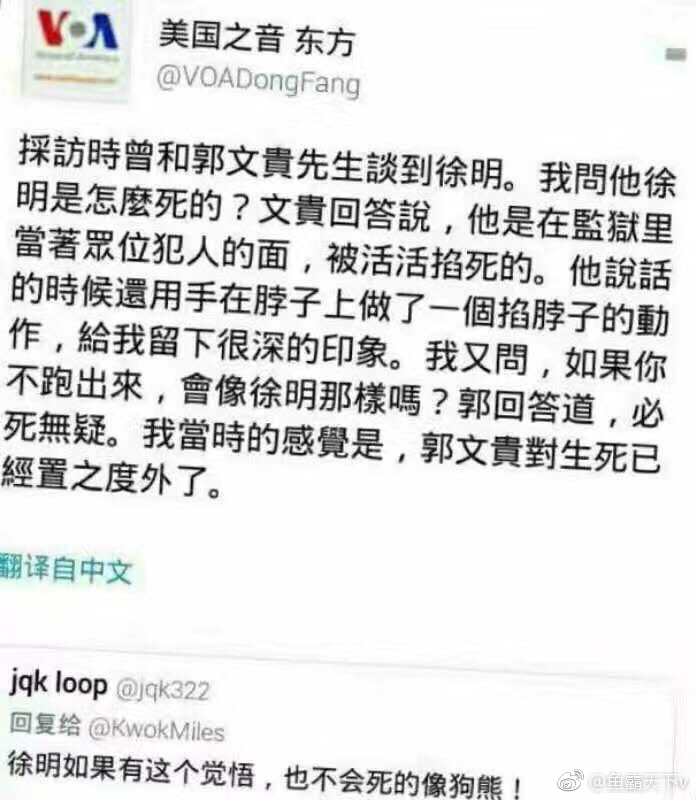 VOA
美国之音 东方
@VOADongFang
採訪時曾和郭文貴先生談到徐明。我問他徐
明是怎麼死的？文貴回答說，他是在監獄里
當著眾位犯人的面，被活活掐死的。他說話
的時候還用手在脖子上做了一個掐脖子的動
作，給我留下很深的印象。我又問，如果你
不跑出來，會像徐明那樣嗎？郭回答道，必
死無疑。我當時的感覺是，郭文貴對生死已
經置之度外了。
翻译自中文
jqk loop @jqk322
回复给 @KwokMiles
徐明如果有这个觉悟，也不会死的像狗熊！
@鱼霸天下v